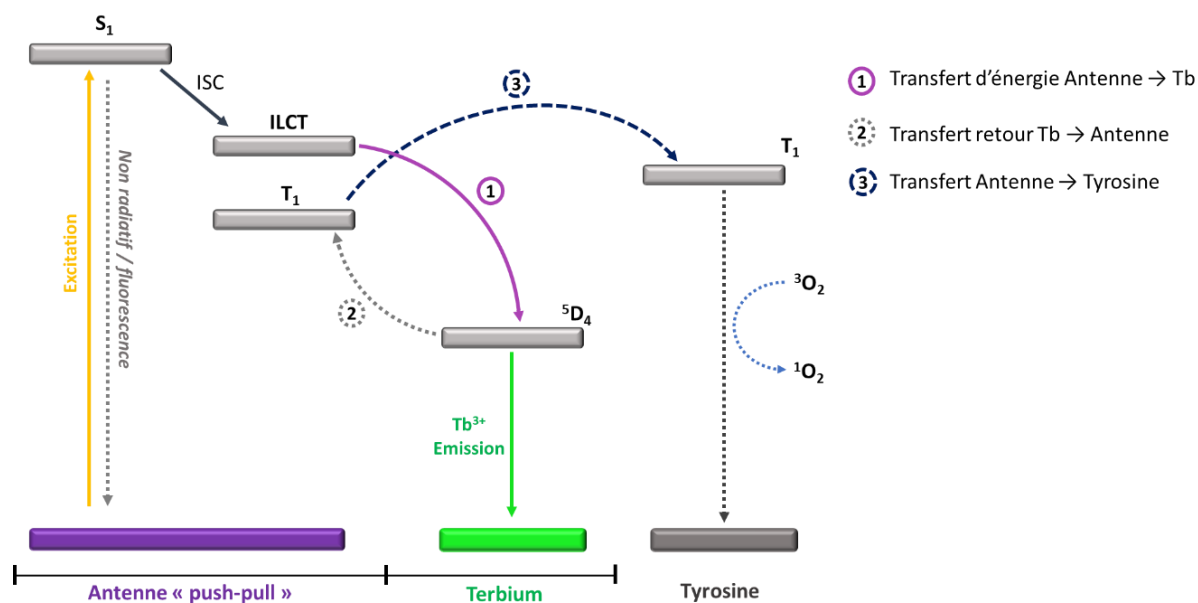 S₁
ISC
ILCT
T₁
Excitation
Non radiatif / fluorescence
1
2
3
⁵D₄
Tb³⁺
Emission
T₁
³O₂
¹O₂
1 Transfert d'énergie Antenne → Tb
2 Transfert retour Tb → Antenne
3 Transfert Antenne → Tyrosine
Antenne « push-pull »
Terbium
Tyrosine